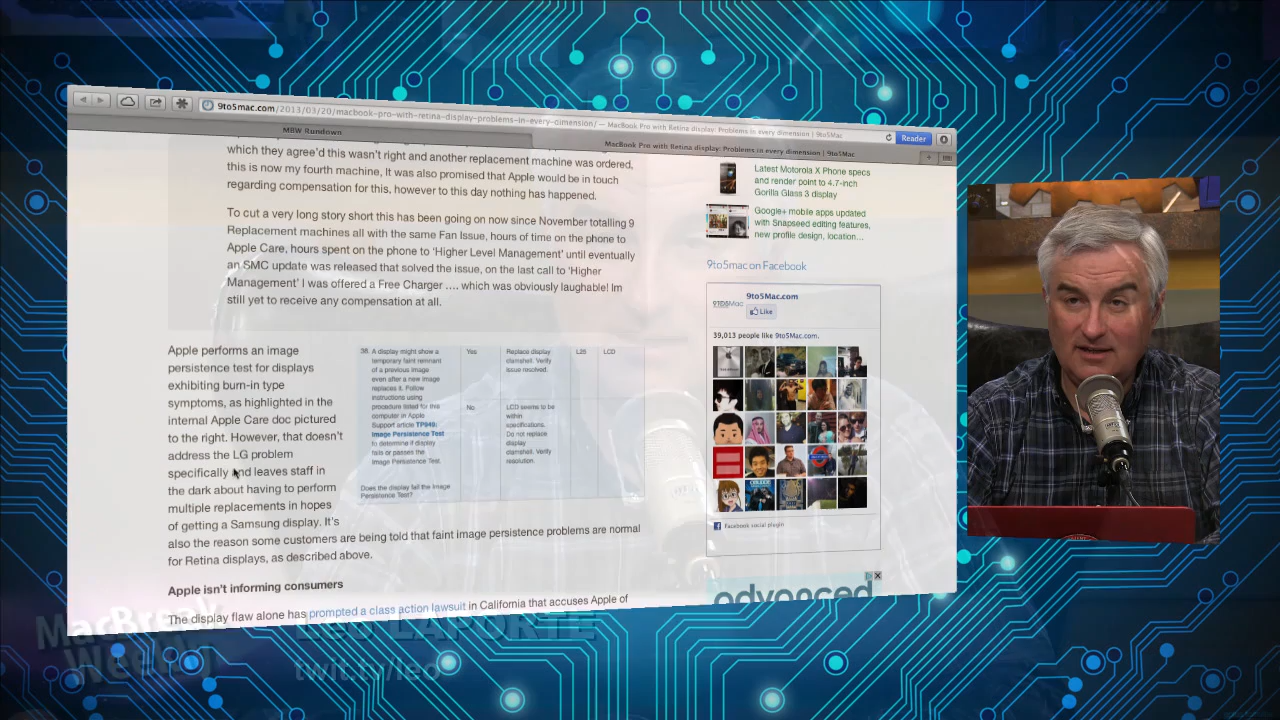 9to5mac.com/2013/03/20/macbook-pro-with-retina-display-problems-in-every-dimension/ — MacBook Pro with Retina display: Problems in every dimension | 9to5Mac
Reader
MBW Rundown
MacBook Pro with Retina display: Problems in every dimension | 9to5Mac
which they agree'd this wasn't right and another replacement machine was ordered,
this is now my fourth machine, It was also promised that Apple would be in touch
regarding compensation for this, however to this day nothing has happened.
To cut a very long story short this has been going on now since November totalling 9
Replacement machines all with the same Fan Issue, hours of time on the phone to
Apple Care, hours spent on the phone to 'Higher Level Management' until eventually
an SMC update was released that solved the issue, on the last call to 'Higher
Management' I was offered a Free Charger .... which was obviously laughable! Im
still yet to receive any compensation at all.
Apple performs an image
persistence test for displays
exhibiting burn-in type
symptoms, as highlighted in the
internal Apple Care doc pictured
to the right. However, that doesn't
address the LG problem
specifically and leaves staff in
the dark about having to perform
multiple replacements in hopes
of getting a Samsung display. It's
also the reason some customers are being told that faint image persistence problems are normal
for Retina displays, as described above.
38. A display might show a
temporary faint remnant
of a previous image
even after a new image
replaces it. Follow
instructions using
procedure listed for this
computer in Apple
Support article TP949:
Image Persistence Test
to determine if display
fails or passes the
Image Persistence Test.
Does the display fail the Image
Persistence Test?
Yes
Replace display
clamshell. Verify
issue resolved.
L26
LCD
No
LCD seems to be
within
specifications.
Do not replace
display
clamshell. Verify
resolution.
Apple isn't informing consumers
The display flaw alone has prompted a class action lawsuit in California that accuses Apple of
Latest Motorola X Phone specs
and render point to 4.7-inch
Gorilla Glass 3 display
Google+ mobile apps updated
with Snapseed editing features,
new profile design, location...
9to5mac on Facebook
9TO5Mac
9to5Mac.com
Like
39,013 people like 9to5Mac.com.
Facebook social plugin
advanced
MacBreak
Weekly
LEO LAPORTE
twit.tv/leo